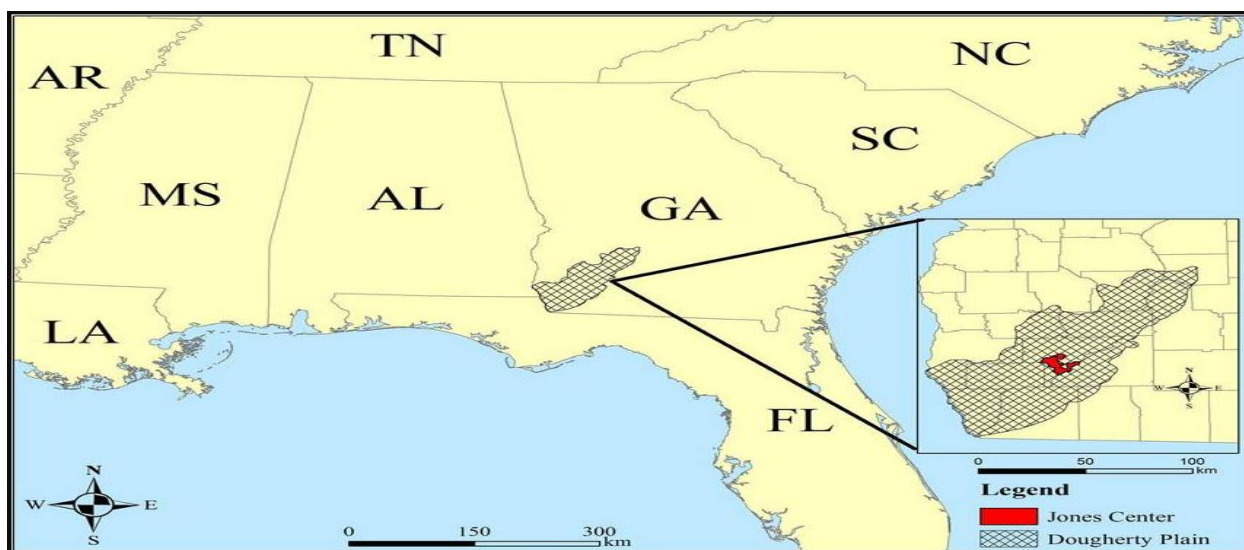 TN
NC
AR
SC
MS
AL
GA
LA
FL
N
W E
S
0 150 300
km
W E
S
0 50 100
km
Legend
Jones Center
Dougherty Plain